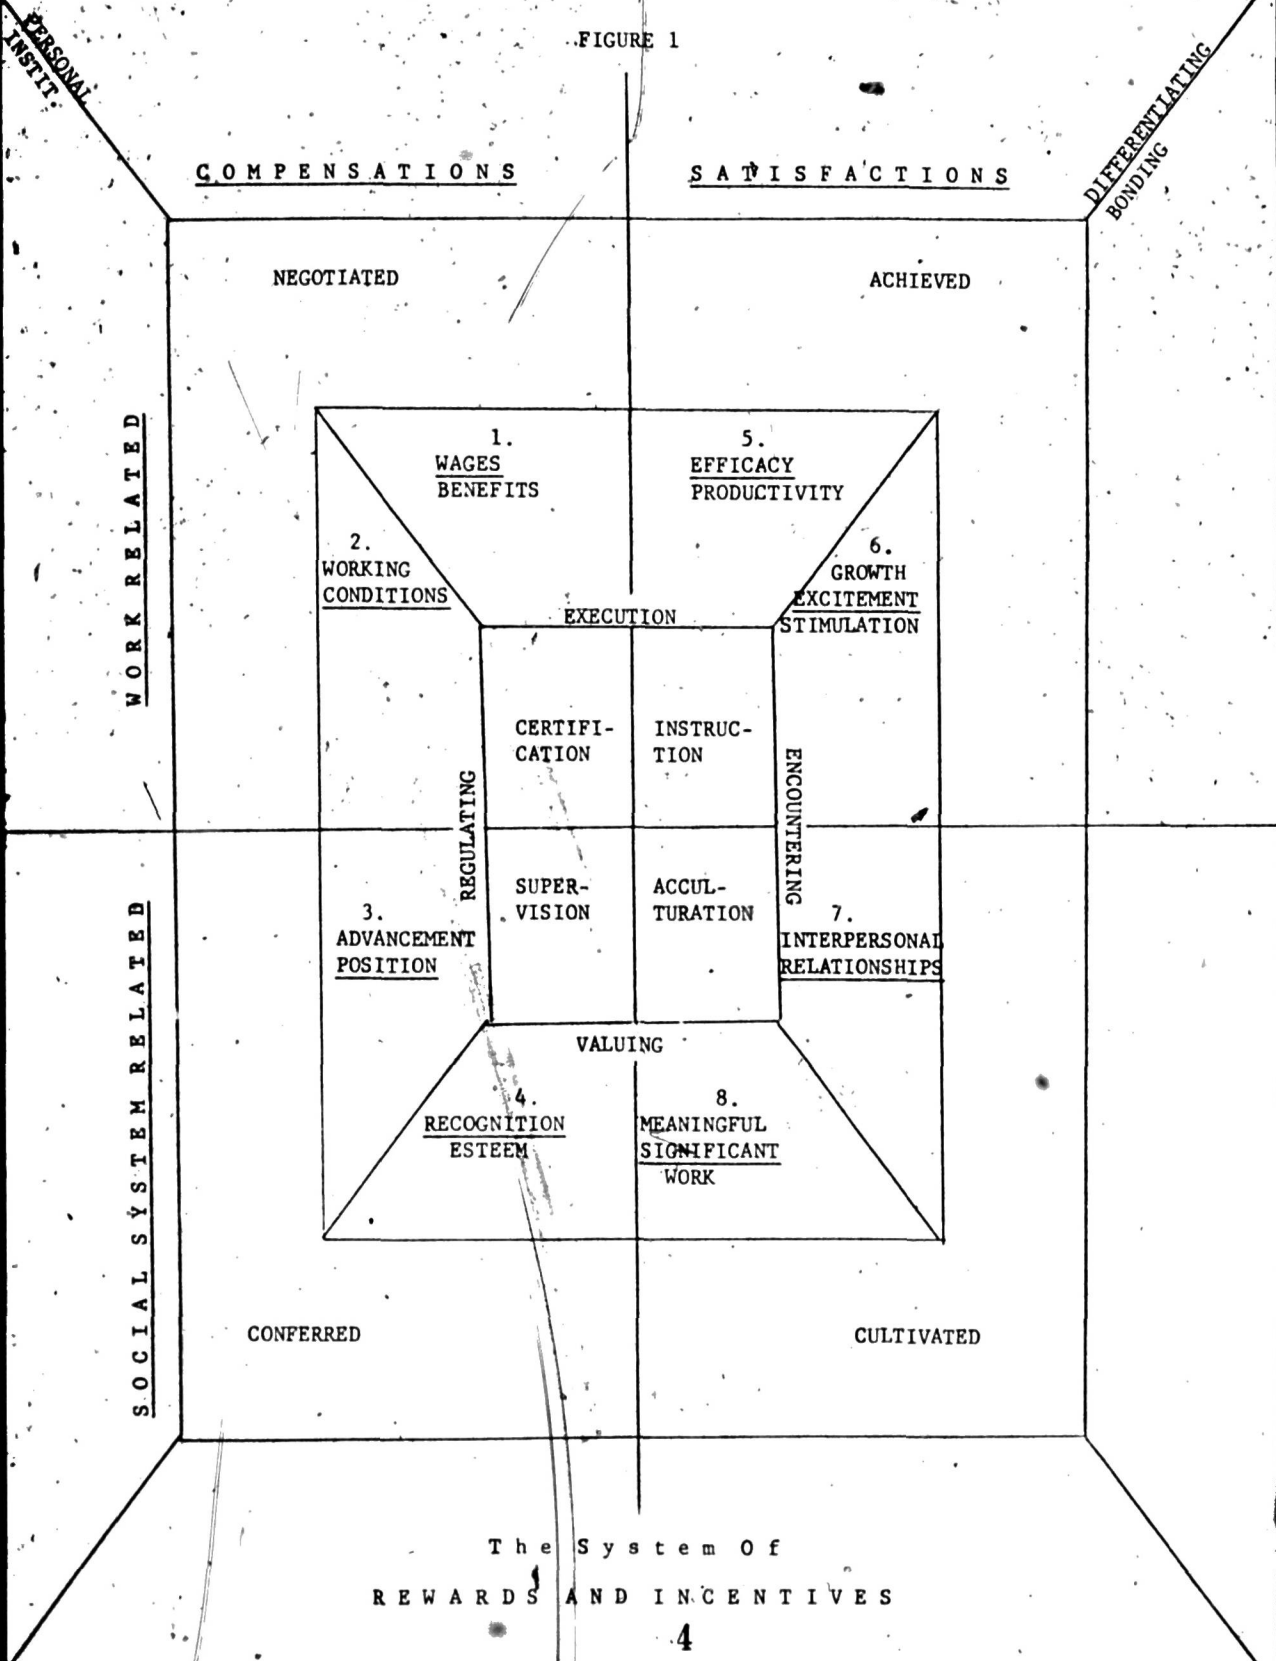 FIGURE 1
PERSONAL
INSTIT.
DIFFERENTIATING
BONDING
COMPENSATIONS
SATISFACTIONS
NEGOTIATED
ACHIEVED
WORK RELATED
1.
WAGES
BENEFITS
5.
EFFICACY
PRODUCTIVITY
2.
WORKING
CONDITIONS
6.
GROWTH
EXCITEMENT
STIMULATION
EXECUTION
CERTIFI-
CATION
INSTRUC-
TION
REGULATING
ENCOUNTERING
SUPER-
VISION
ACCUL-
TURATION
SOCIAL SYSTEM RELATED
3.
ADVANCEMENT
POSITION
7.
INTERPERSONAL
RELATIONSHIPS
VALUING
4.
RECOGNITION
ESTEEM
8.
MEANINGFUL
SIGNIFICANT
WORK
CONFERRED
CULTIVATED
The System Of
REWARDS AND INCENTIVES
4